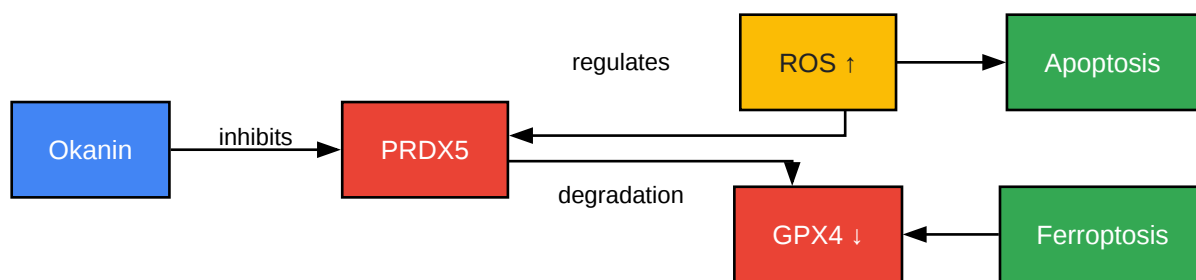 regulates
ROS ↑
Apoptosis
Okanin
inhibits
PRDX5
degradation
GPX4 ↓
Ferroptosis